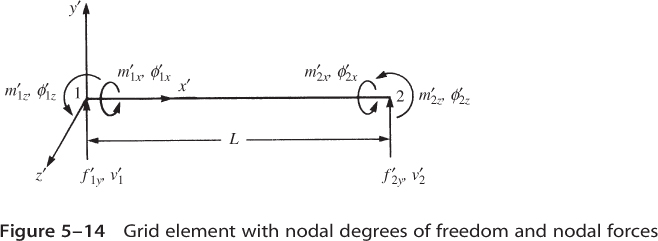 y′
m′1x, ϕ′1x
m′2x, ϕ′2x
m′1z, ϕ′1z
1
x′
2
m′2z, ϕ′2z
L
z′
f′1y, v′1
f′2y, v′2
Figure 5–14 Grid element with nodal degrees of freedom and nodal forces